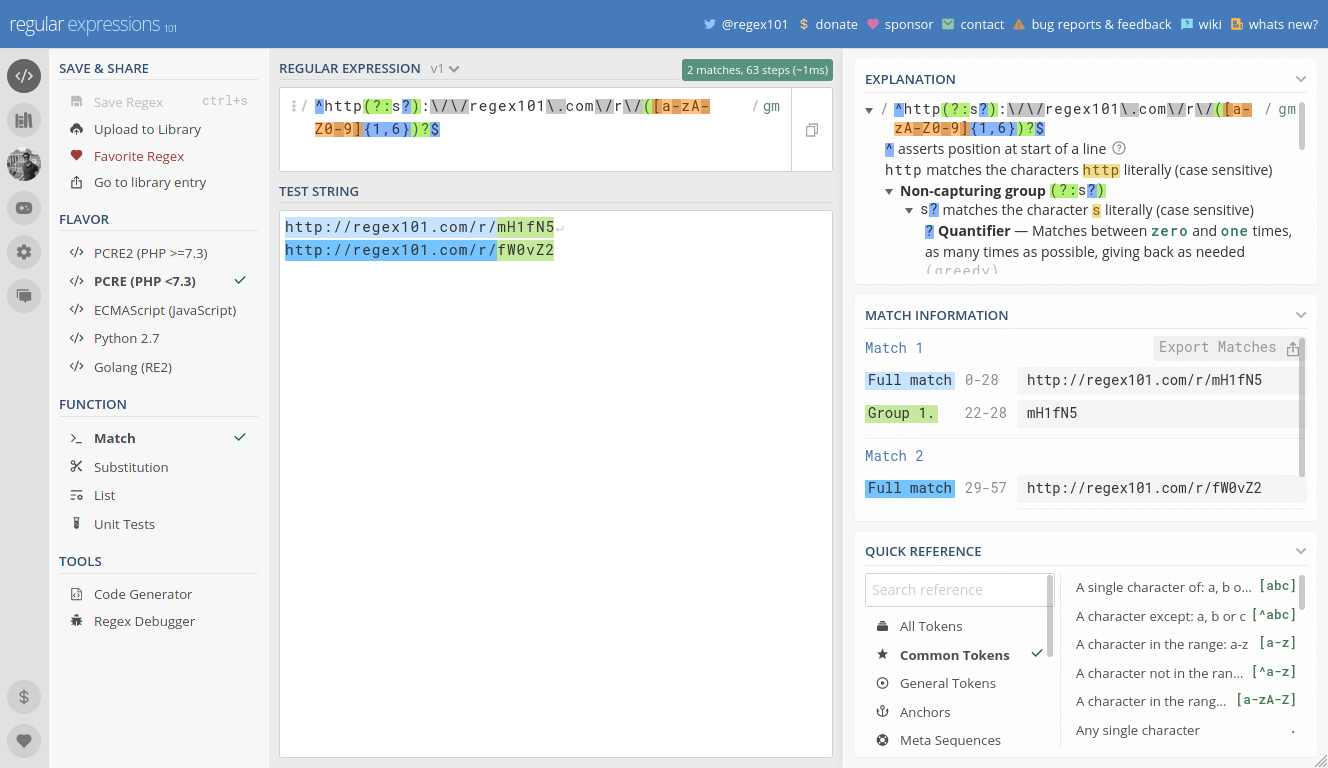 regular expressions 101
@regex101 donate sponsor contact bug reports & feedback wiki whats new?
SAVE & SHARE
Save Regex ctrl+s
Upload to Library
Favorite Regex
Go to library entry
FLAVOR
PCRE2 (PHP >=7.3)
PCRE (PHP <7.3)
ECMAScript (JavaScript)
Python 2.7
Golang (RE2)
FUNCTION
Match
Substitution
List
Unit Tests
TOOLS
Code Generator
Regex Debugger
REGULAR EXPRESSION v1 2 matches, 63 steps (~1ms)
/ ^http(?:s?):\/\/regex101\.com\/r\/([a-zA- / gm
Z0-9]{1,6})?$
TEST STRING
http://regex101.com/r/mH1fN5
http://regex101.com/r/fW0vZ2
EXPLANATION
/ ^http(?:s?):\/\/regex101\.com\/r\/([a- / gm
zA-Z0-9]{1,6})?$
^ asserts position at start of a line ?
http matches the characters http literally (case sensitive)
Non-capturing group (?:s?)
s? matches the character s literally (case sensitive)
? Quantifier — Matches between zero and one times,
as many times as possible, giving back as needed
(greedy)
MATCH INFORMATION
Match 1 Export Matches
Full match 0-28 http://regex101.com/r/mH1fN5
Group 1. 22-28 mH1fN5
Match 2
Full match 29-57 http://regex101.com/r/fW0vZ2
QUICK REFERENCE
Search reference
All Tokens
Common Tokens
General Tokens
Anchors
Meta Sequences
A single character of: a, b o... [abc]
A character except: a, b or c [^abc]
A character in the range: a-z [a-z]
A character not in the ran... [^a-z]
A character in the rang... [a-zA-Z]
Any single character .